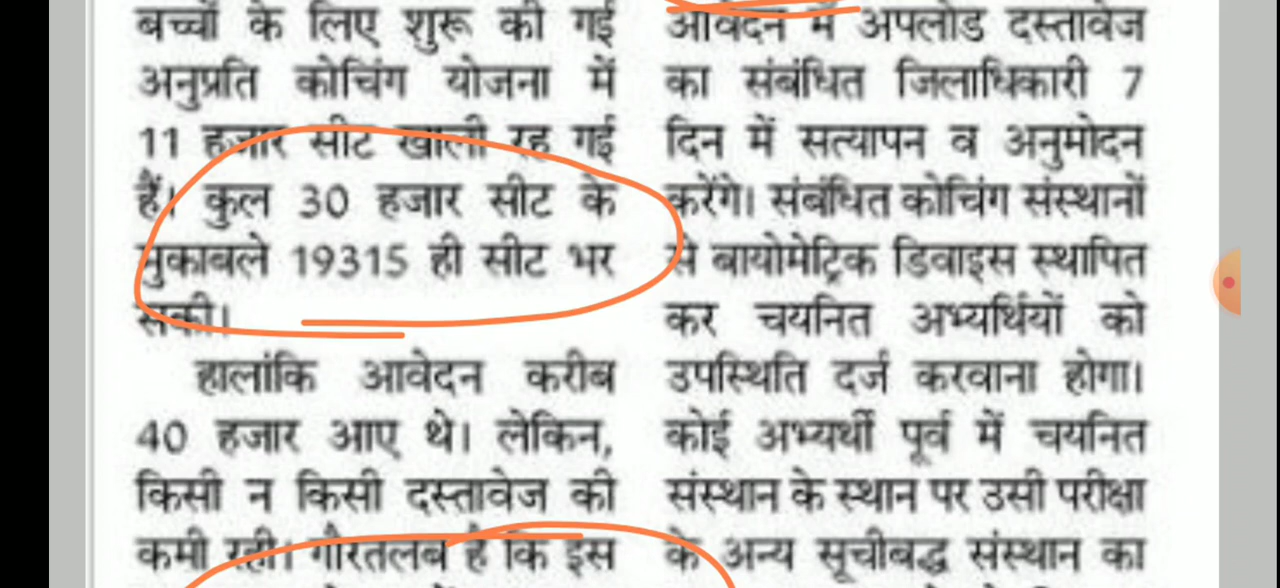 बच्चों के लिए शुरू की गई
अनुप्रति कोचिंग योजना में
11 हजार सीट खाली रह गई
हैं। कुल 30 हजार सीट के
मुकाबले 19315 ही सीट भर
सकी।
हालांकि आवेदन करीब
40 हजार आए थे। लेकिन,
किसी न किसी दस्तावेज की
कमी रही। गौरतलब है कि इस
आवेदन में अपलोड दस्तावेज
का संबंधित जिलाधिकारी 7
दिन में सत्यापन व अनुमोदन
करेंगे। संबंधित कोचिंग संस्थानों
से बायोमेट्रिक डिवाइस स्थापित
कर चयनित अभ्यर्थियों को
उपस्थिति दर्ज करवाना होगा।
कोई अभ्यर्थी पूर्व में चयनित
संस्थान के स्थान पर उसी परीक्षा
के अन्य सूचीबद्ध संस्थान का